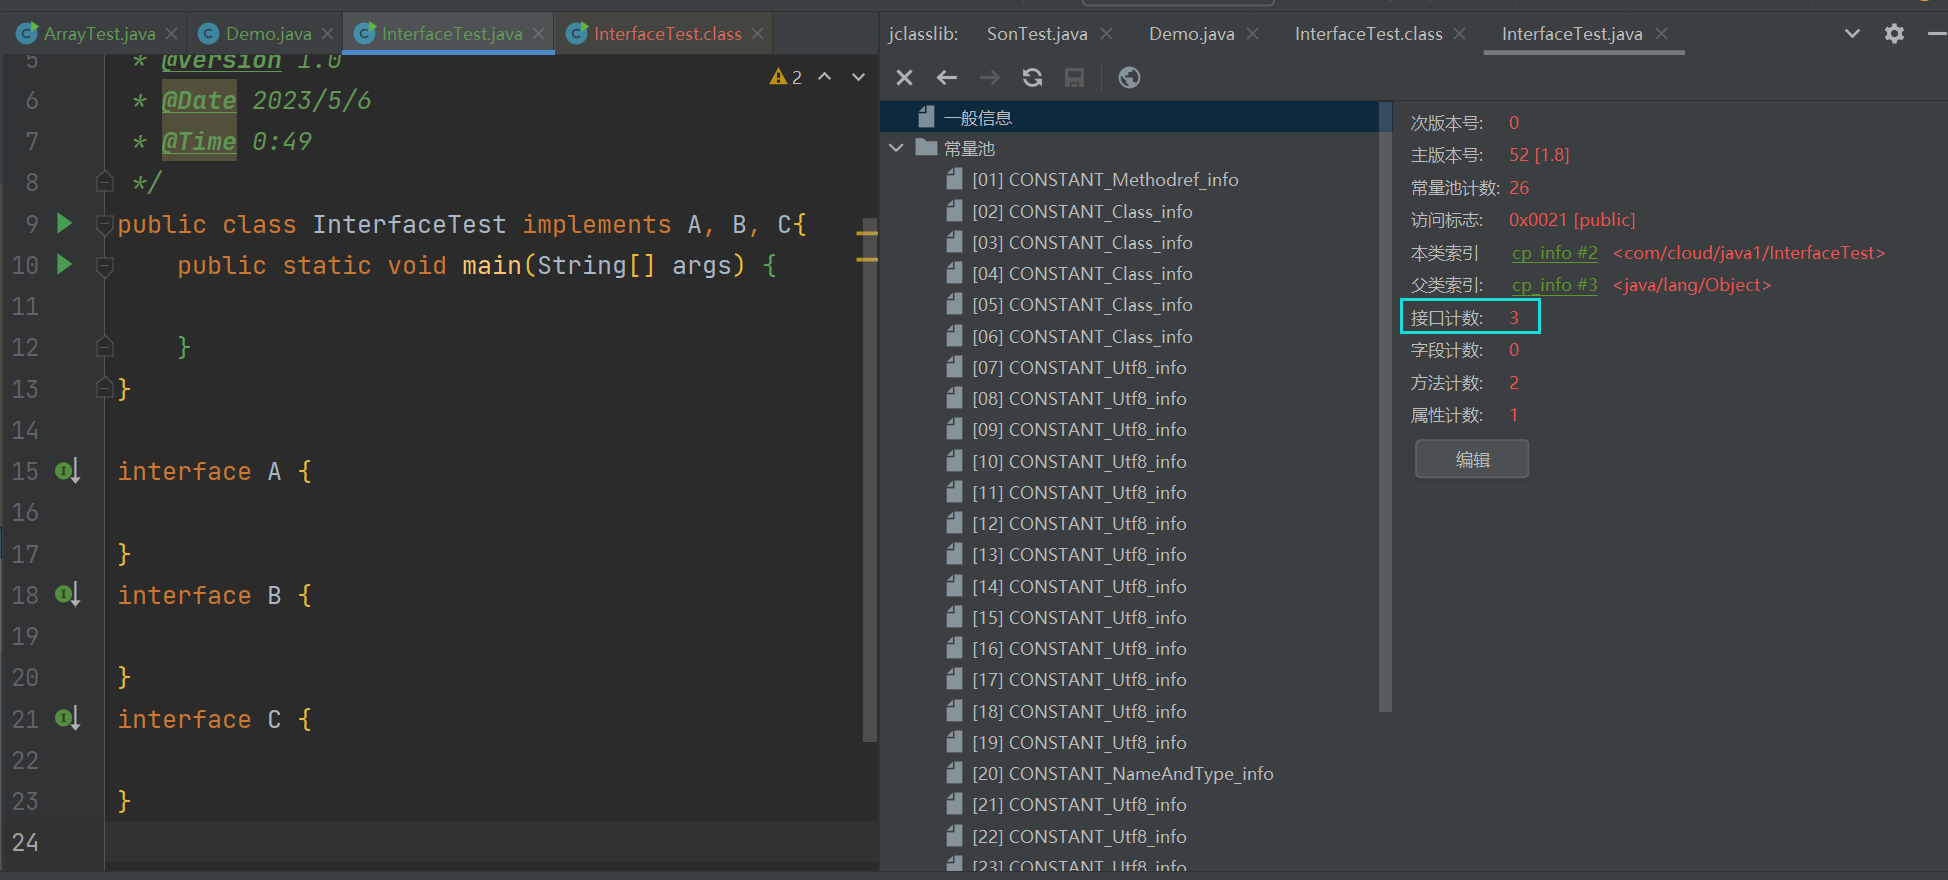 ArrayTest.java
Demo.java
InterfaceTest.java
InterfaceTest.class
5 * @version 1.0
6 * @Date 2023/5/6
7 * @Time 0:49
8 */
9 public class InterfaceTest implements A, B, C{
10 public static void main(String[] args) {
11
12 }
13 }
14
15 interface A {
16
17 }
18 interface B {
19
20 }
21 interface C {
22
23 }
24
2
jclasslib:
SonTest.java
Demo.java
InterfaceTest.class
InterfaceTest.java
一般信息
常量池
[01] CONSTANT_Methodref_info
[02] CONSTANT_Class_info
[03] CONSTANT_Class_info
[04] CONSTANT_Class_info
[05] CONSTANT_Class_info
[06] CONSTANT_Class_info
[07] CONSTANT_Utf8_info
[08] CONSTANT_Utf8_info
[09] CONSTANT_Utf8_info
[10] CONSTANT_Utf8_info
[11] CONSTANT_Utf8_info
[12] CONSTANT_Utf8_info
[13] CONSTANT_Utf8_info
[14] CONSTANT_Utf8_info
[15] CONSTANT_Utf8_info
[16] CONSTANT_Utf8_info
[17] CONSTANT_Utf8_info
[18] CONSTANT_Utf8_info
[19] CONSTANT_Utf8_info
[20] CONSTANT_NameAndType_info
[21] CONSTANT_Utf8_info
[22] CONSTANT_Utf8_info
[23] CONSTANT_Utf8_info
次版本号: 0
主版本号: 52 [1.8]
常量池计数: 26
访问标志: 0x0021 [public]
本类索引 cp_info #2 <com/cloud/java1/InterfaceTest>
父类索引: cp_info #3 <java/lang/Object>
接口计数: 3
字段计数: 0
方法计数: 2
属性计数: 1
编辑